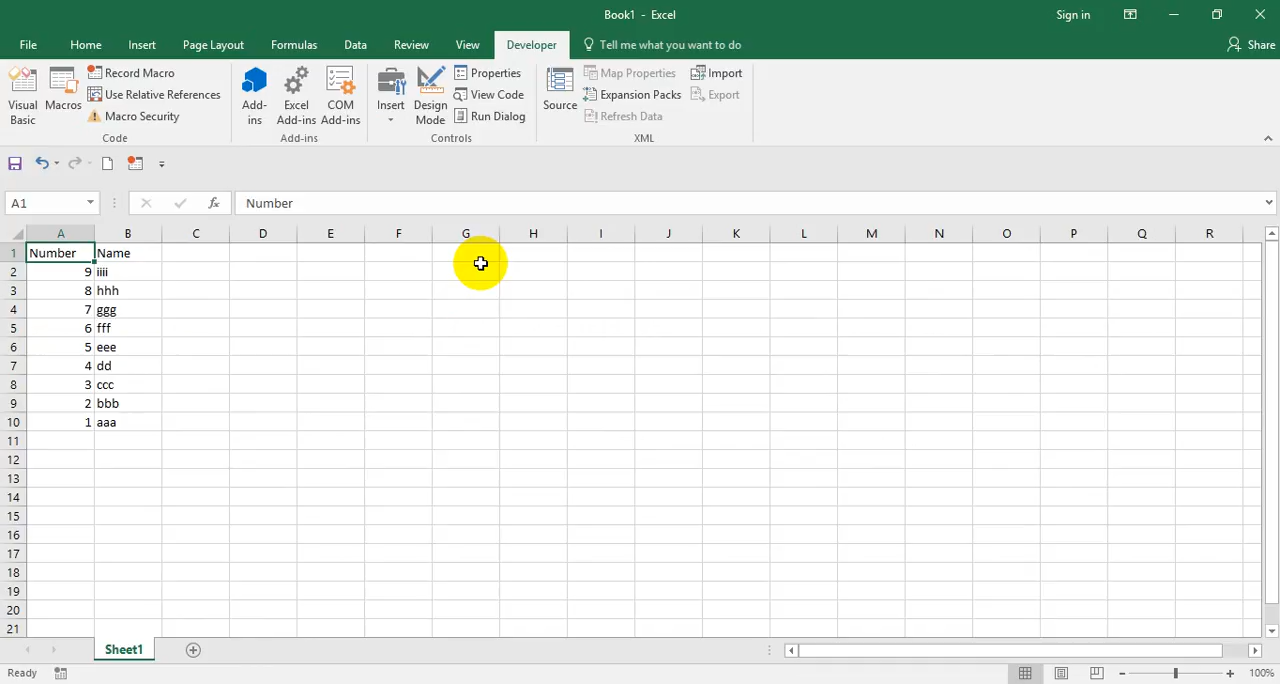 Book1 - Excel
Sign in
File Home Insert Page Layout Formulas Data Review View Developer Tell me what you want to do Share
Visual Basic
Macros
Record Macro
Use Relative References
Macro Security
Code
Add-ins
Excel Add-ins
COM Add-ins
Add-ins
Insert
Design Mode
Properties
View Code
Run Dialog
Controls
Source
Map Properties
Expansion Packs
Refresh Data
Import
Export
XML
A1 fx Number
A B C D E F G H I J K L M N O P Q R
1 Number Name
2 9 iiii
3 8 hhh
4 7 ggg
5 6 fff
6 5 eee
7 4 dd
8 3 ccc
9 2 bbb
10 1 aaa
11
12
13
14
15
16
17
18
19
20
21
Sheet1
Ready 100%